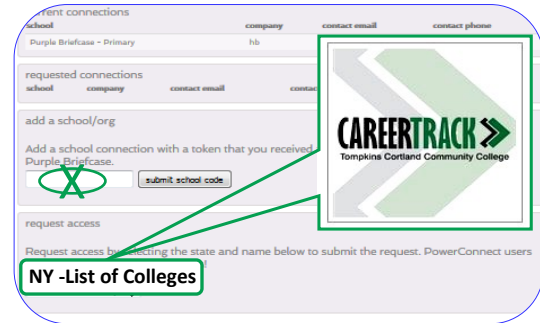 current connections
school company contact email contact phone
Purple Briefcase - Primary hb
requested connections
school company contact email
add a school/org
Add a school connection with a token that you received
Purple Briefcase.
X
submit school code
CAREERTRACK
Tompkins Cortland Community College
request access
Request access by selecting the state and name below to submit the request. PowerConnect users
NY -List of Colleges